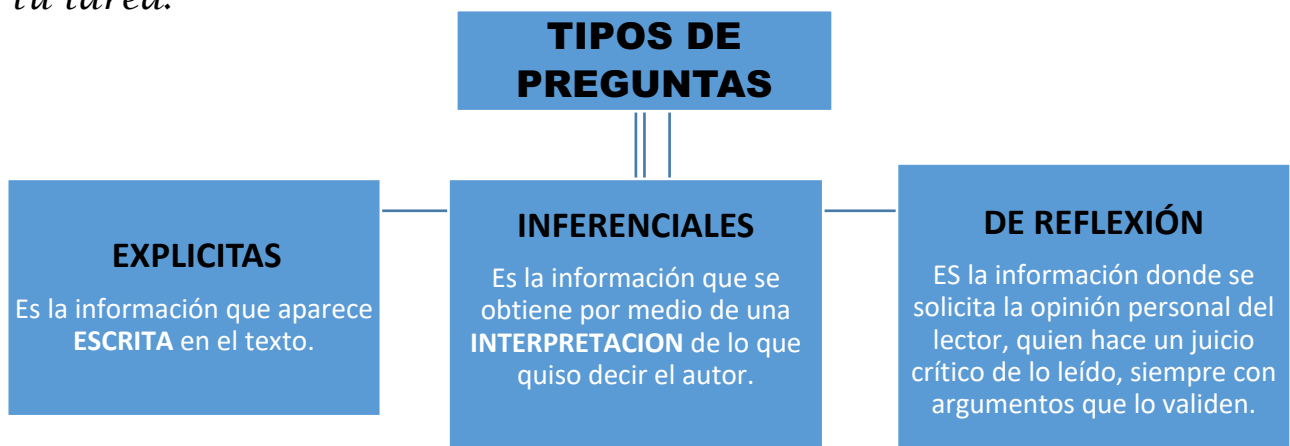 tu tarea.
TIPOS DE
PREGUNTAS
EXPLICITAS
Es la información que aparece
ESCRITA en el texto.
INFERENCIALES
Es la información que se
obtiene por medio de una
INTERPRETACION de lo que
quiso decir el autor.
DE REFLEXIÓN
ES la información donde se
solicita la opinión personal del
lector, quien hace un juicio
crítico de lo leído, siempre con
argumentos que lo validen.